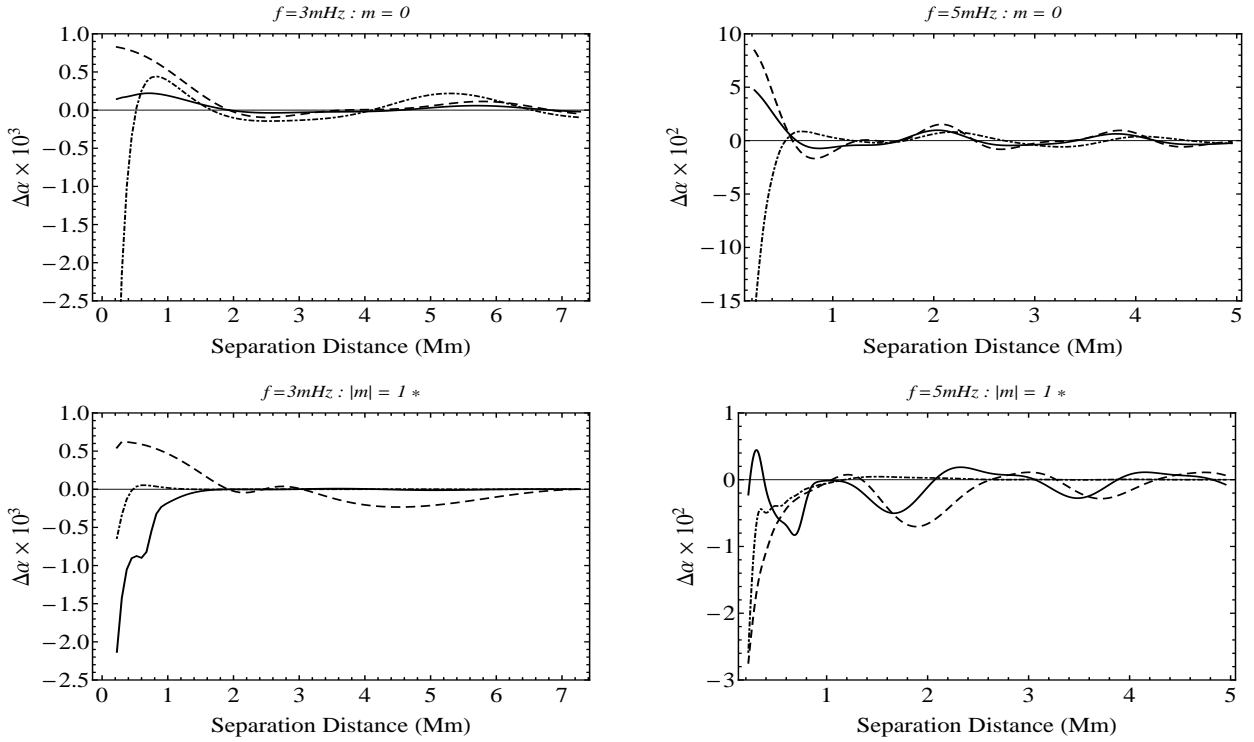 f=3mHz : m = 0
1.0
0.5
0.0
−0.5
−1.0
−1.5
−2.0
−2.5
Δα × 10³
0 1 2 3 4 5 6 7
Separation Distance (Mm)
f=5mHz : m = 0
10
5
0
−5
−10
−15
Δα × 10²
1 2 3 4 5
Separation Distance (Mm)
f=3mHz : |m| = 1 *
1.0
0.5
0.0
−0.5
−1.0
−1.5
−2.0
−2.5
Δα × 10³
0 1 2 3 4 5 6 7
Separation Distance (Mm)
f=5mHz : |m| = 1 *
1
0
−1
−2
−3
Δα × 10²
1 2 3 4 5
Separation Distance (Mm)